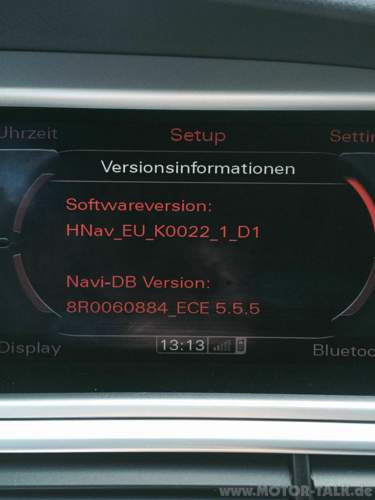 Uhrzeit
Setup
Settin
Versionsinformationen
Softwareversion:
HNav_EU_K0022_1_D1
Navi-DB Version:
8R0060884_ECE 5.5.5
Display
13:13
Bluetoo
www.MOTOR-TALK.de